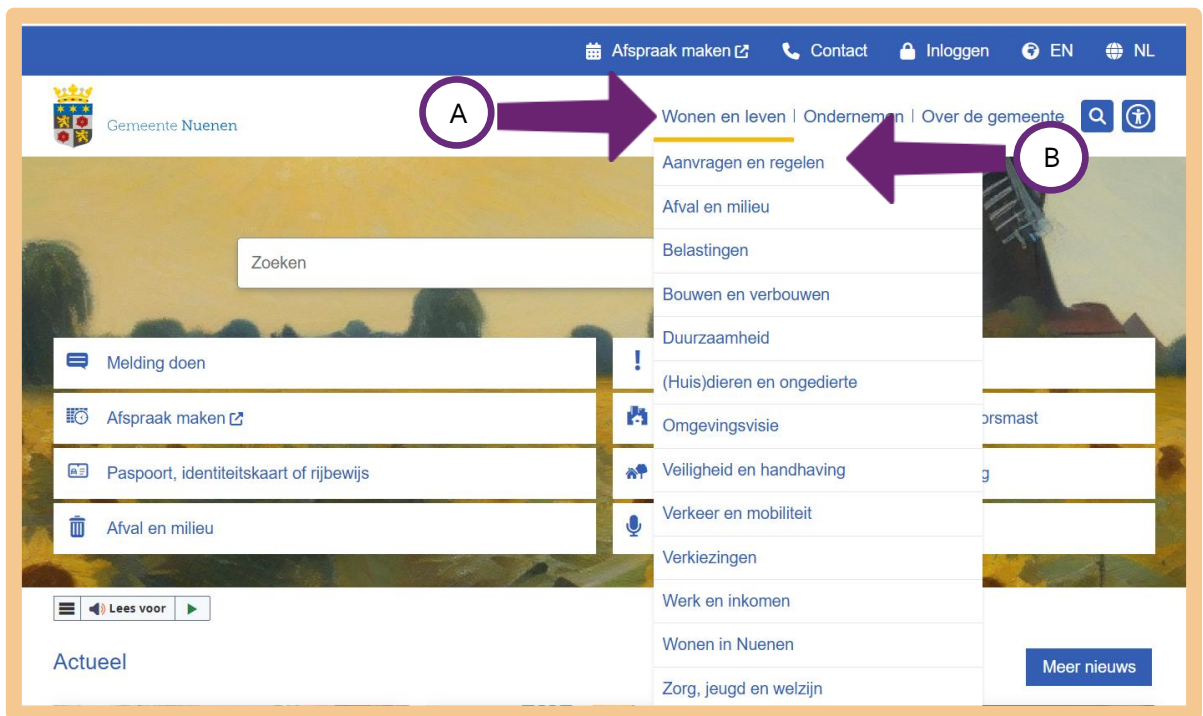 Afspraak maken Contact Inloggen EN NL
Gemeente Nuenen
A
Wonen en leven | Ondernemen | Over de gemeente
B
Aanvragen en regelen
Afval en milieu
Belastingen
Bouwen en verbouwen
Duurzaamheid
(Huis)dieren en ongedierte
Omgevingsvisie
Veiligheid en handhaving
Verkeer en mobiliteit
Verkiezingen
Werk en inkomen
Wonen in Nuenen
Zorg, jeugd en welzijn
Zoeken
Melding doen
!
Afspraak maken
orsmast
Paspoort, identiteitskaart of rijbewijs
g
Afval en milieu
Lees voor
Actueel
Meer nieuws